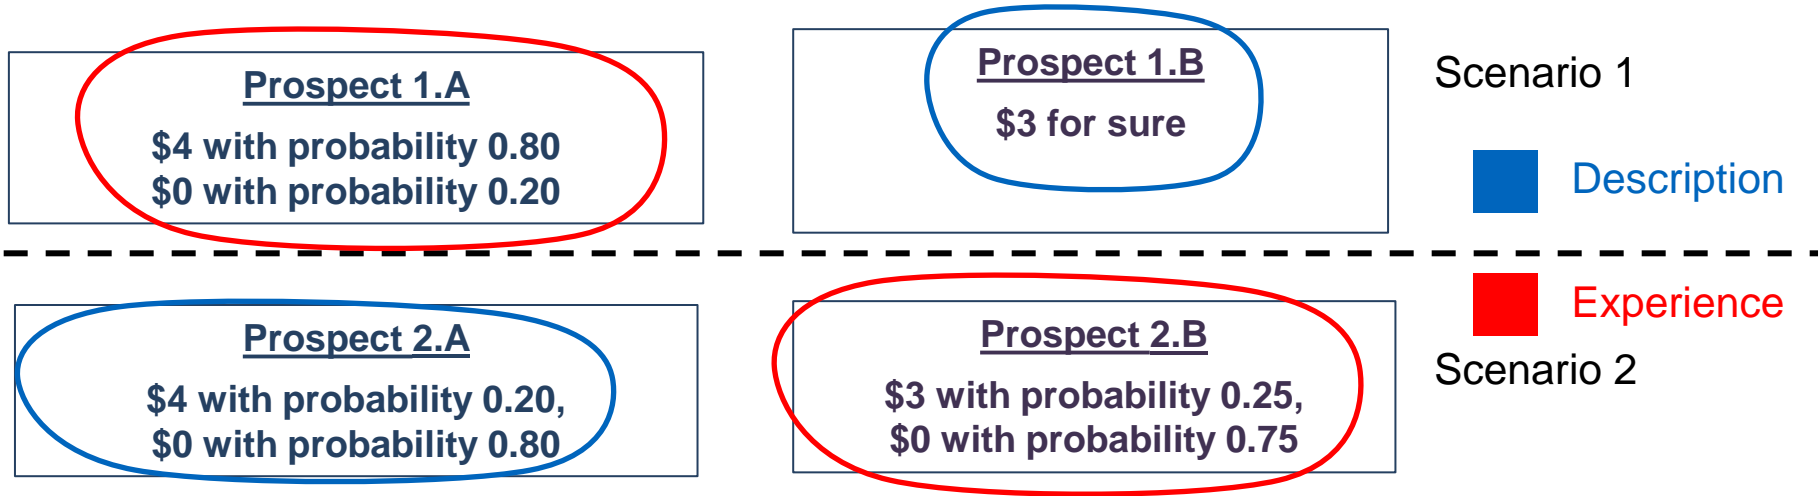 Prospect 1.A
$4 with probability 0.80
$0 with probability 0.20
Prospect 1.B
$3 for sure
Scenario 1
Description
Experience
Scenario 2
Prospect 2.A
$4 with probability 0.20,
$0 with probability 0.80
Prospect 2.B
$3 with probability 0.25,
$0 with probability 0.75